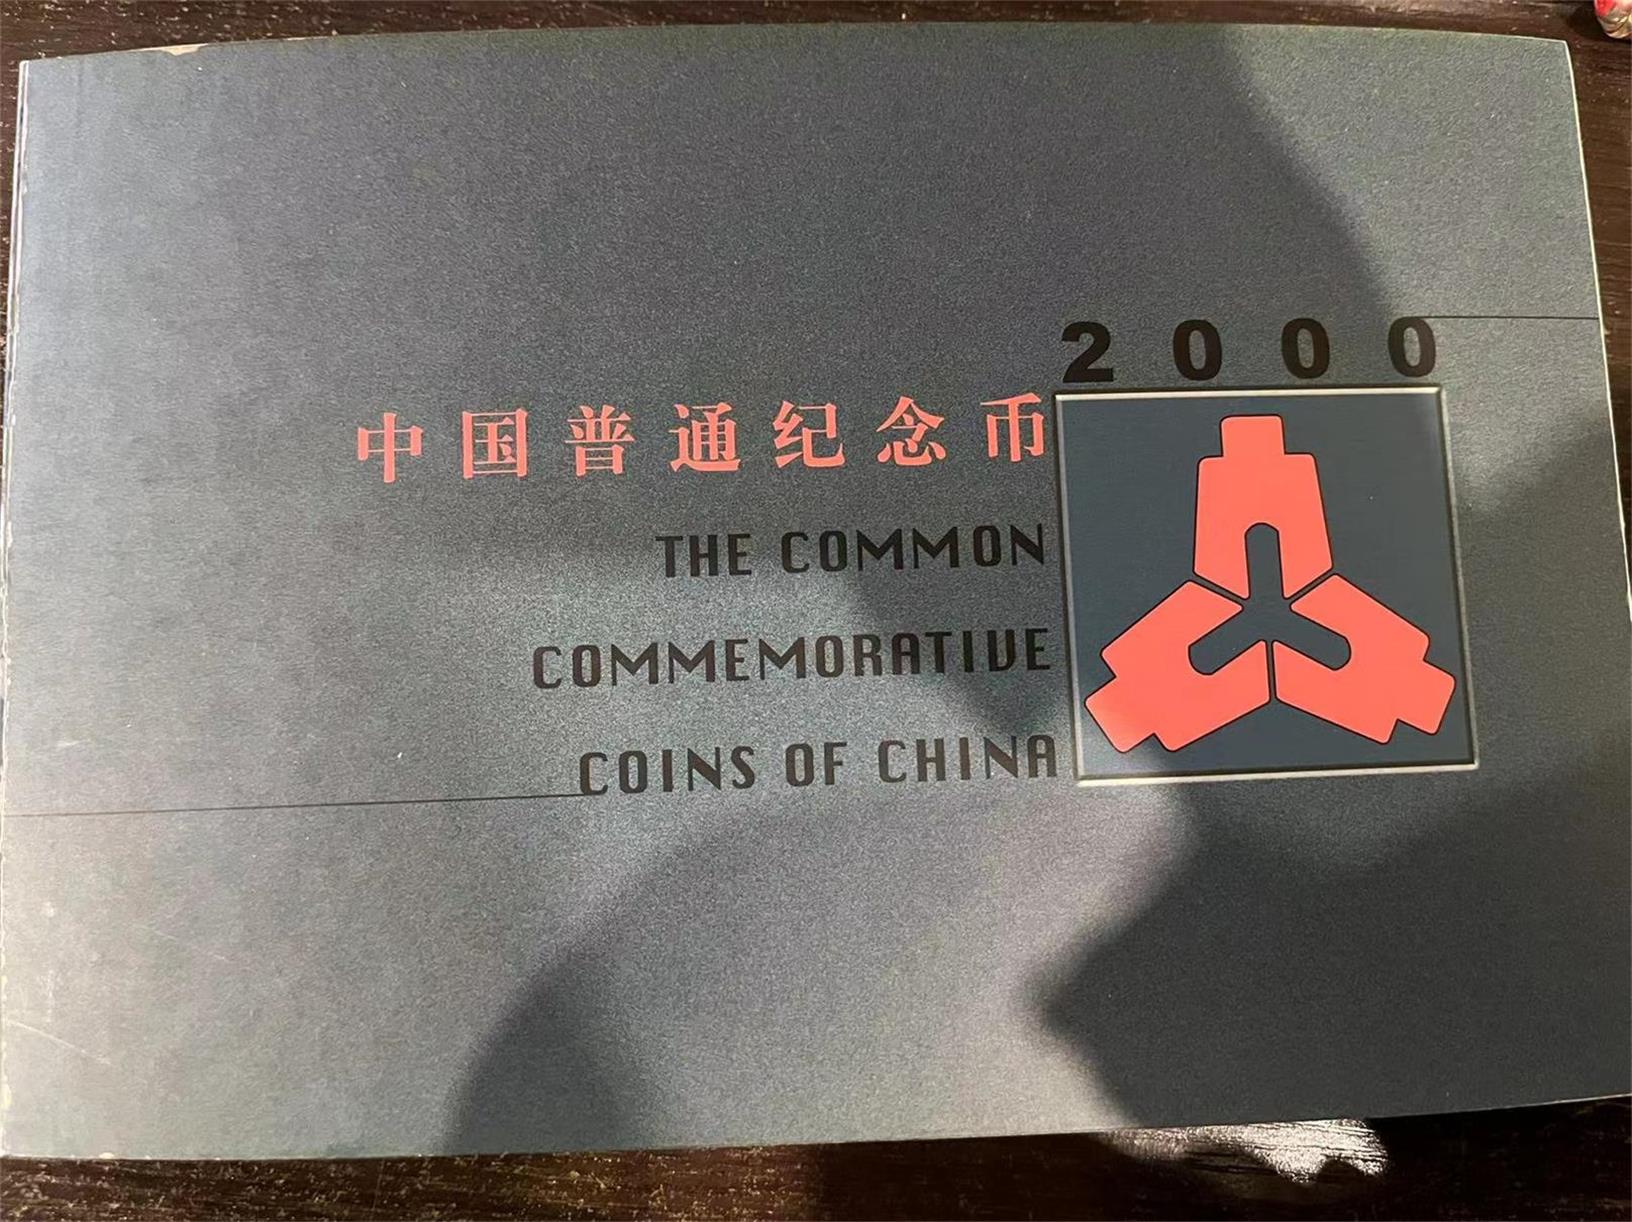 2000
中国普通纪念币
THE COMMON
COMMEMORATIVE
COINS OF CHINA